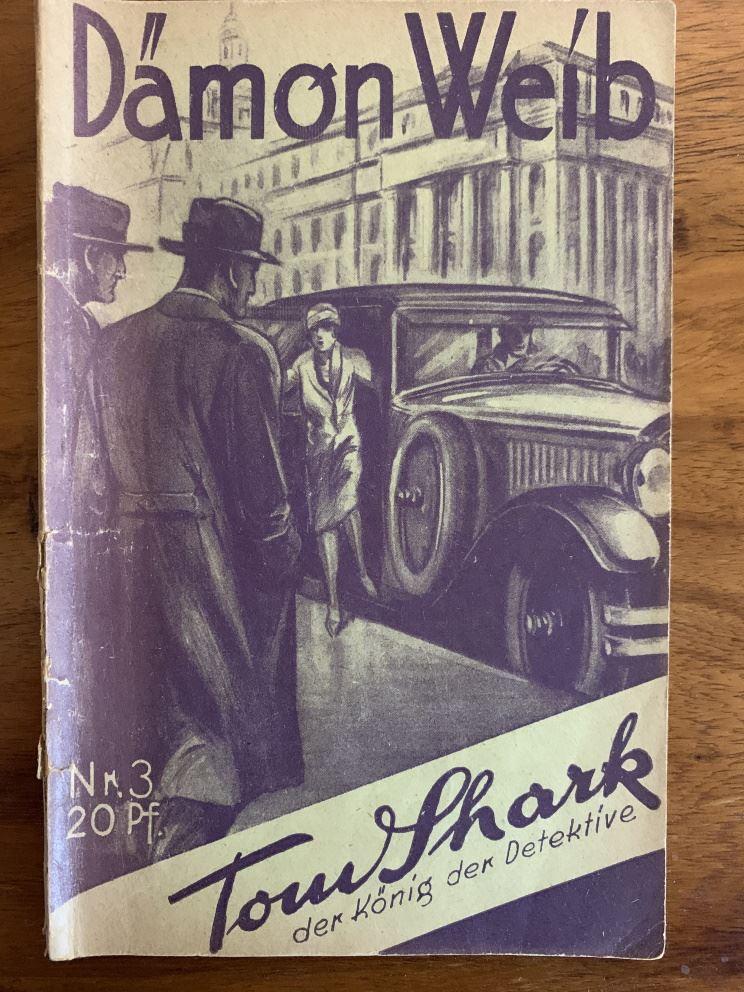 Dämon Weib
Nr. 3
20 Pf.
Tom Shark
der König der Detektive